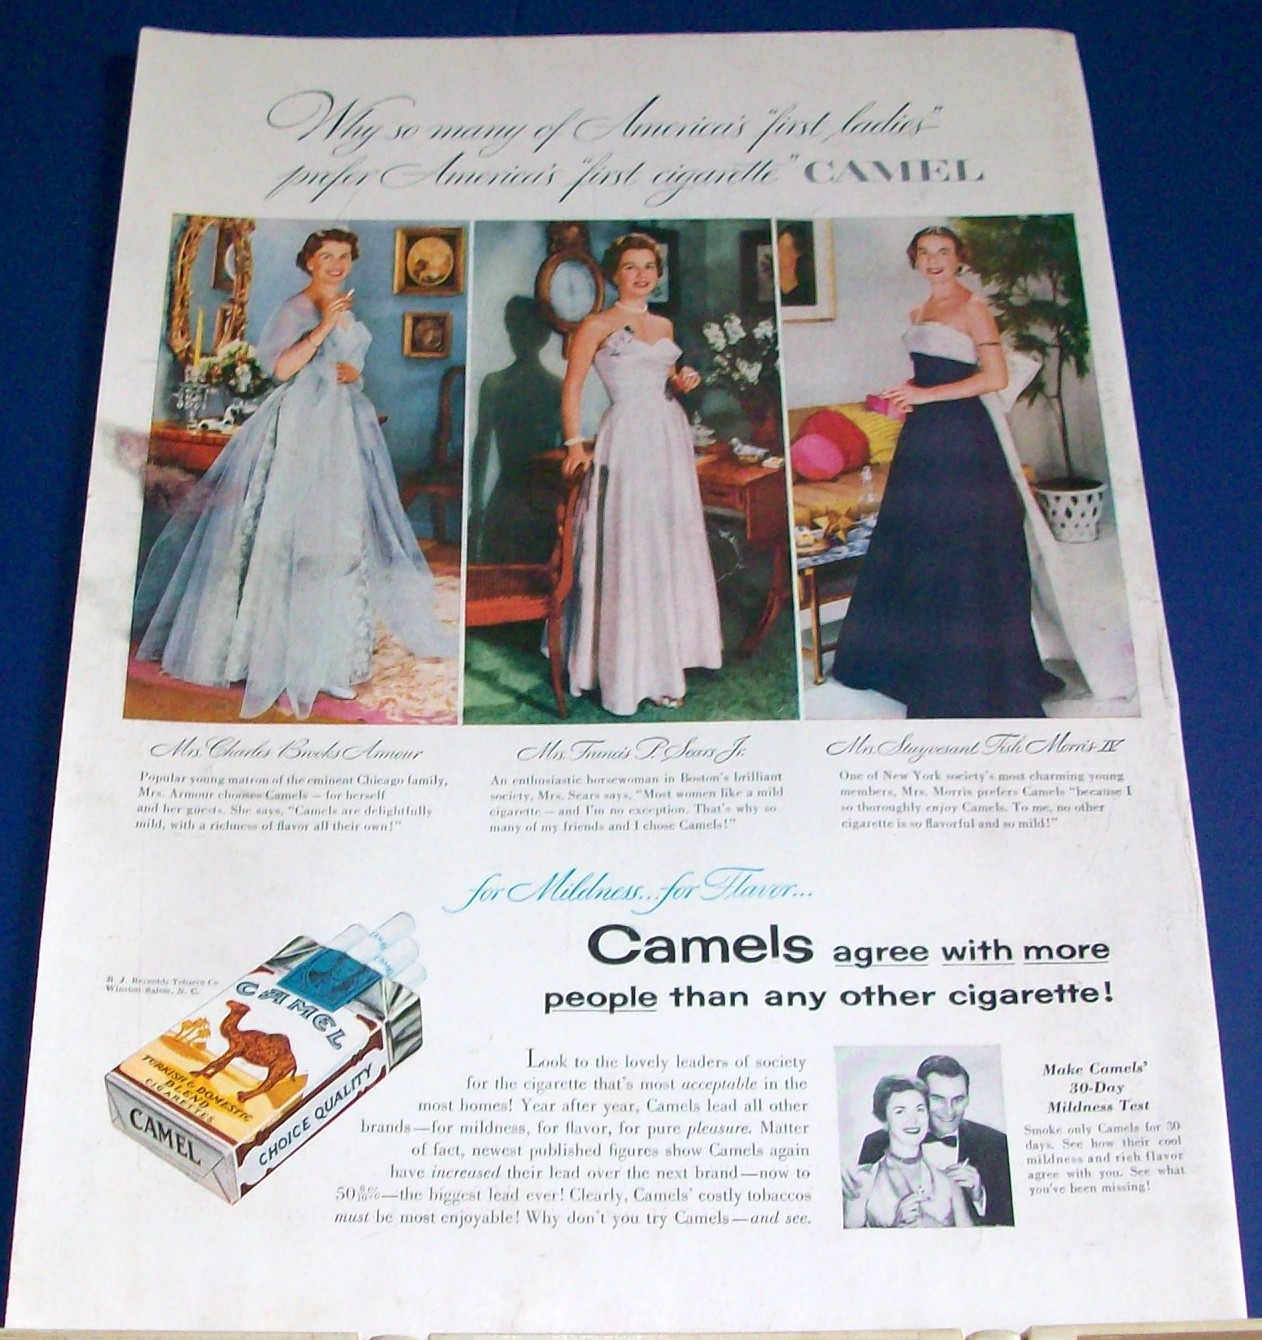 Why so many of America's "first ladies"
prefer America's "first cigarette" CAMEL
Mrs. Charles Brooks Armour
Popular young matron of the eminent Chicago family,
Mrs. Armour chooses Camels — for herself
and her guests. She says, "Camels are delightfully
mild, with a richness of flavor all their own!"
Mrs. Francis P. Sears Jr.
An enthusiastic horsewoman in Boston's brilliant
society, Mrs. Sears says, "Most women like a mild
cigarette — and I'm no exception. That's why so
many of my friends and I chose Camels!"
Mrs. Stuyvesant Fish Morris IV
One of New York society's most charming young
members, Mrs. Morris prefers Camels "because I
so thoroughly enjoy Camels. To me, no other
cigarette is so flavorful and so mild!"
for Mildness...for Flavor...
Camels agree with more
people than any other cigarette!
R. J. Reynolds Tobacco Co.
Winston-Salem, N. C.
CAMEL
TURKISH & DOMESTIC
BLEND
CIGARETTES
CHOICE QUALITY
CAMEL
Look to the lovely leaders of society
for the cigarette that's most acceptable in the
most homes! Year after year, Camels lead all other
brands—for mildness, for flavor, for pure pleasure. Matter
of fact, newest published figures show Camels again
have increased their lead over the next brand—now to
—the biggest lead ever! Clearly, Camels' costly tobaccos
must be most enjoyable! Why don't you try Camels—and see.
Make Camels'
30-Day
Mildness Test
Smoke only Camels for 30
days. See how their cool
mildness and rich flavor
agree with you. See what
you've been missing!